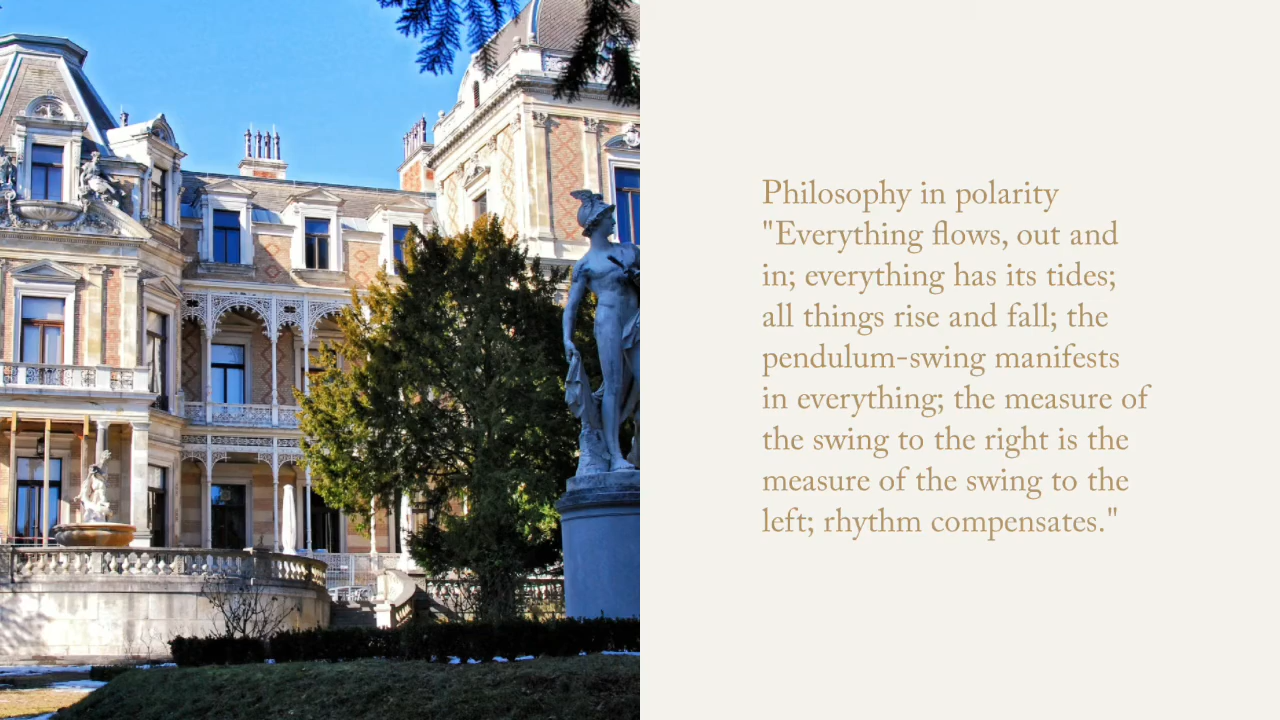 Philosophy in polarity
"Everything flows, out and
in; everything has its tides;
all things rise and fall; the
pendulum-swing manifests
in everything; the measure of
the swing to the right is the
measure of the swing to the
left; rhythm compensates."